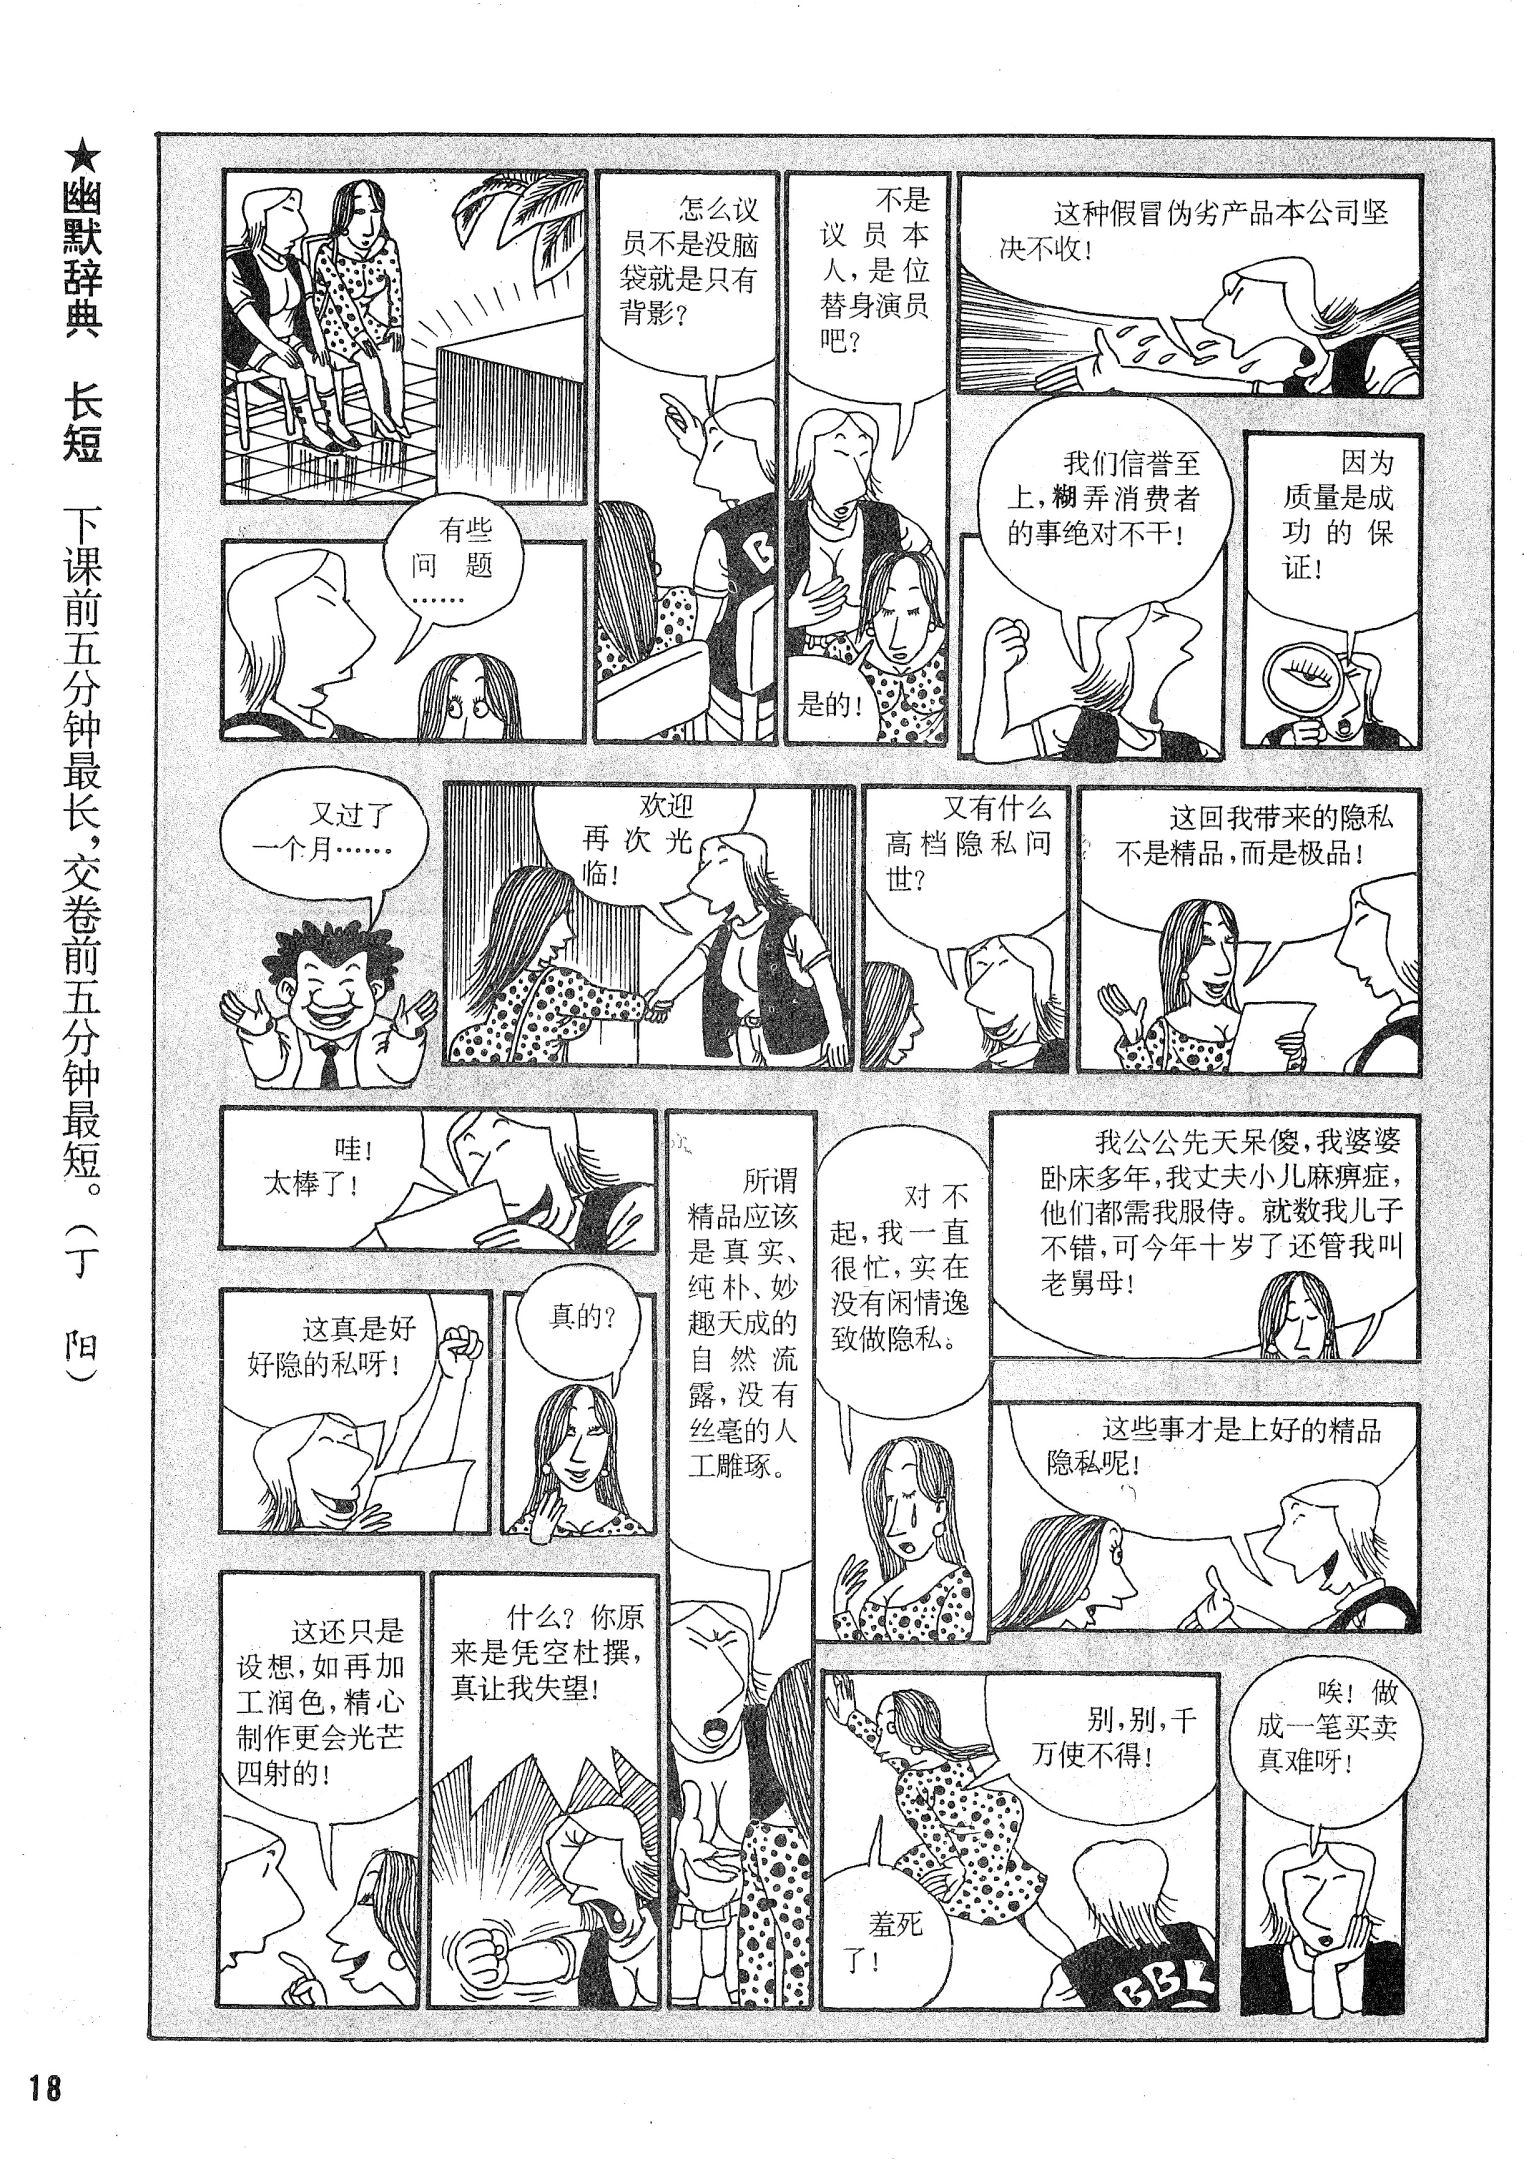 ★幽默辞典 长短 下课前五分钟最长，交卷前五分钟最短。（丁 阳）
有些
问题
……
怎么议
员不是没脑
袋就是只有
背影？
不是
议员本
人，是位
替身演员
吧？
是的！
这种假冒伪劣产品本公司坚
决不收！
我们信誉至
上，糊弄消费者
的事绝对不干！
因为
质量是成
功的保
证！
又过了
一个月……
欢迎
再次光
临！
又有什么
高档隐私问
世？
这回我带来的隐私
不是精品，而是极品！
哇！
太棒了！
这真是好
好隐的私呀！
真的？
这还只是
设想，如再加
工润色，精心
制作更会光芒
四射的！
什么？你原
来是凭空杜撰，
真让我失望！
所谓
精品应该
是真实、
纯朴、妙
趣天成的
自然流
露，没有
丝毫的人
工雕琢。
对不
起，我一直
很忙，实在
没有闲情逸
致做隐私。
我公公先天呆傻，我婆婆
卧床多年，我丈夫小儿麻痹症，
他们都需我服侍。就数我儿子
不错，可今年十岁了还管我叫
老舅母！
这些事才是上好的精品
隐私呢！
别，别，千
万使不得！
羞死
了！
BBL
唉！做
成一笔买卖
真难呀！
18